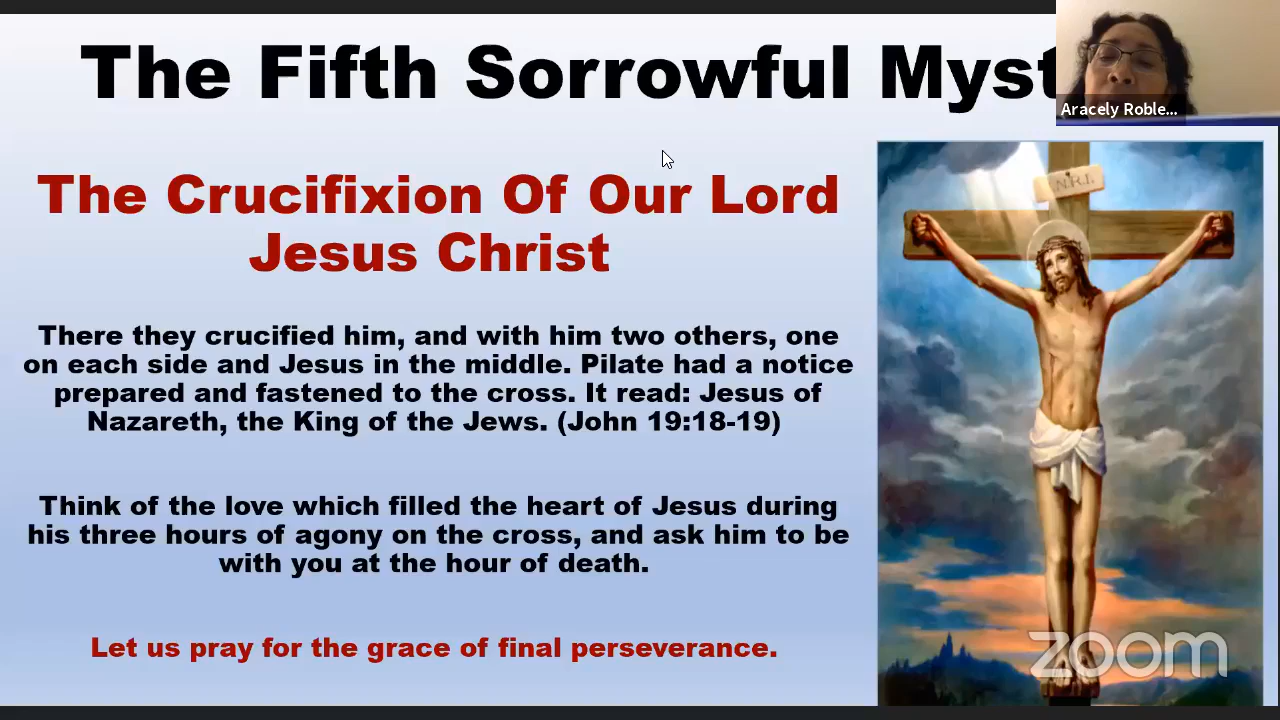 The Fifth Sorrowful Myst
Aracely Roble...
The Crucifixion Of Our Lord
Jesus Christ
There they crucified him, and with him two others, one
on each side and Jesus in the middle. Pilate had a notice
prepared and fastened to the cross. It read: Jesus of
Nazareth, the King of the Jews. (John 19:18-19)
Think of the love which filled the heart of Jesus during
his three hours of agony on the cross, and ask him to be
with you at the hour of death.
Let us pray for the grace of final perseverance.
I.N.R.I.
zoom